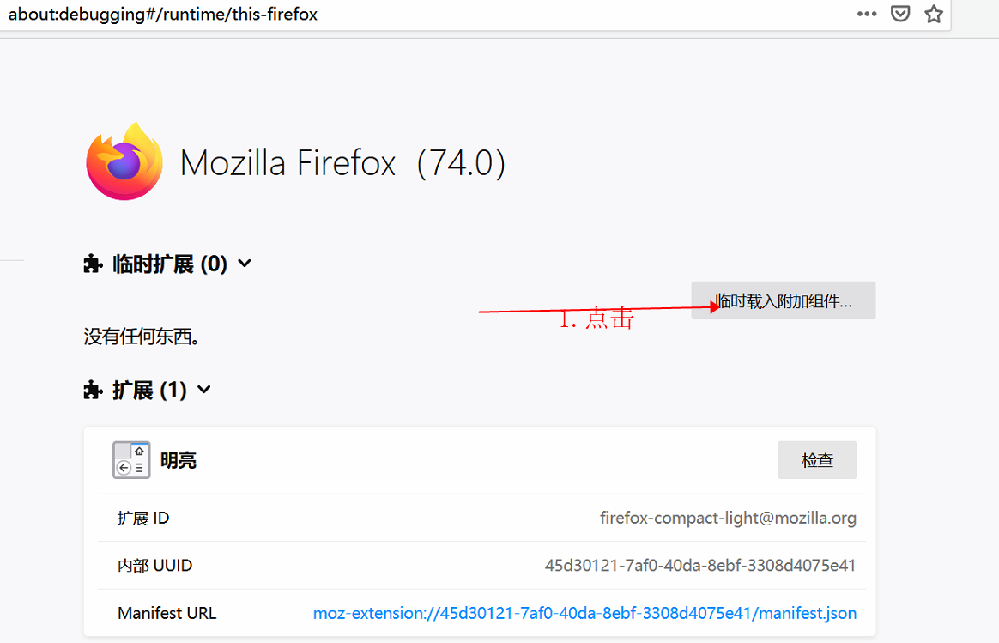 about:debugging#/runtime/this-firefox
Mozilla Firefox（74.0）
临时扩展 (0)
临时载入附加组件...
1. 点击
没有任何东西。
扩展 (1)
明亮
检查
扩展 ID
firefox-compact-light@mozilla.org
内部 UUID
45d30121-7af0-40da-8ebf-3308d4075e41
Manifest URL
moz-extension://45d30121-7af0-40da-8ebf-3308d4075e41/manifest.json